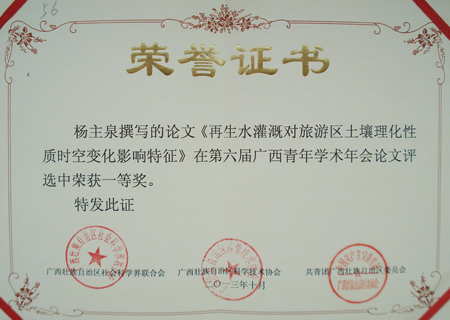 56
荣誉证书
杨主泉撰写的论文《再生水灌溉对旅游区土壤理化性
质时空变化影响特征》在第六届广西青年学术年会论文评
选中荣获一等奖。
特发此证
广西壮族自治区社会科学界联合会 广西壮族自治区科学技术协会 共青团广西壮族自治区委员会
二〇一三年十月